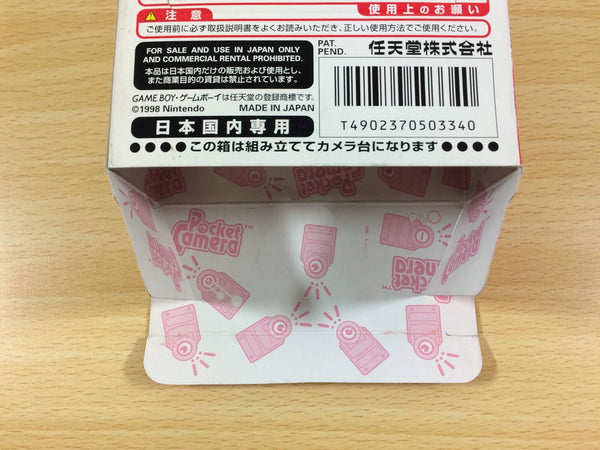 使用上のお願い
注意
ご使用前に必ず取扱説明書をよくお読みいただき、正しい使用方法でご使用ください。
FOR SALE AND USE IN JAPAN ONLY
AND COMMERCIAL RENTAL PROHIBITED.
本品は日本国内だけの販売および使用とし、
また商業目的の賃貸は禁止されています。
PAT.
PEND.
任天堂株式会社
GAME BOY・ゲームボーイは任天堂の登録商標です。
©1998 Nintendo
MADE IN JAPAN
日本国内専用
T4902370503340
●●●●この箱は組み立ててカメラ台になります●●●●
Pocket
Camera™
Pocket
Camera™
Pocket
Camera™